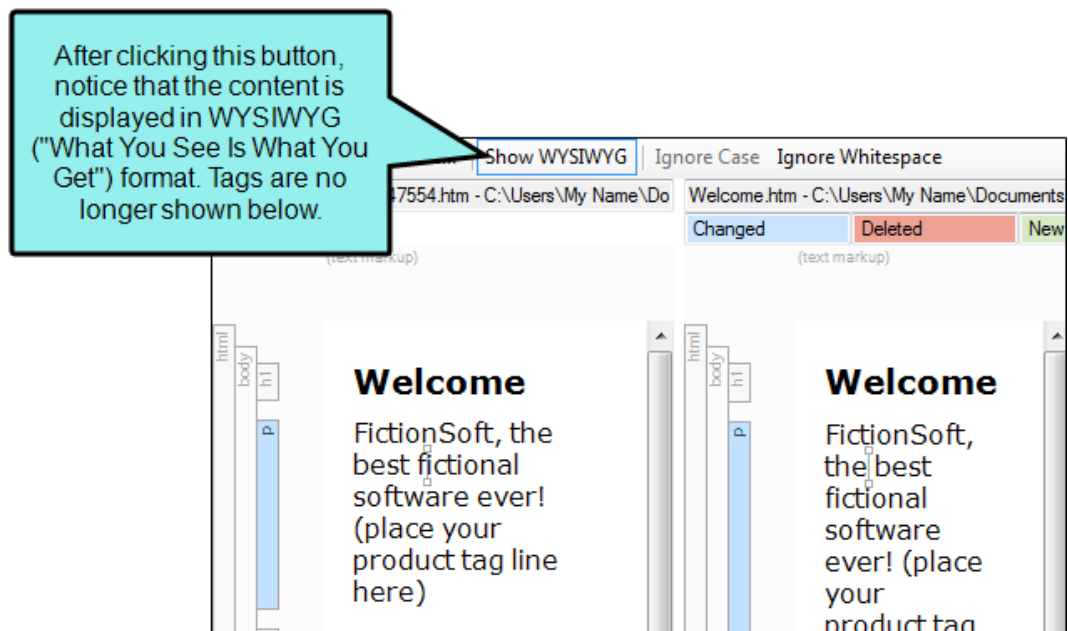 After clicking this button,
notice that the content is
displayed in WYSIWYG
("What You See Is What You
Get") format. Tags are no
longer shown below.
Show WYSIWYG Ignore Case Ignore Whitespace
7554.htm - C:\Users\My Name\Do Welcome.htm - C:\Users\My Name\Documents
Changed Deleted New
(text markup) (text markup)
html
body
h1
p
Welcome
FictionSoft, the
best fictional
software ever!
(place your
product tag line
here)
html
body
h1
p
Welcome
FictionSoft,
the best
fictional
software
ever! (place
your
product tag